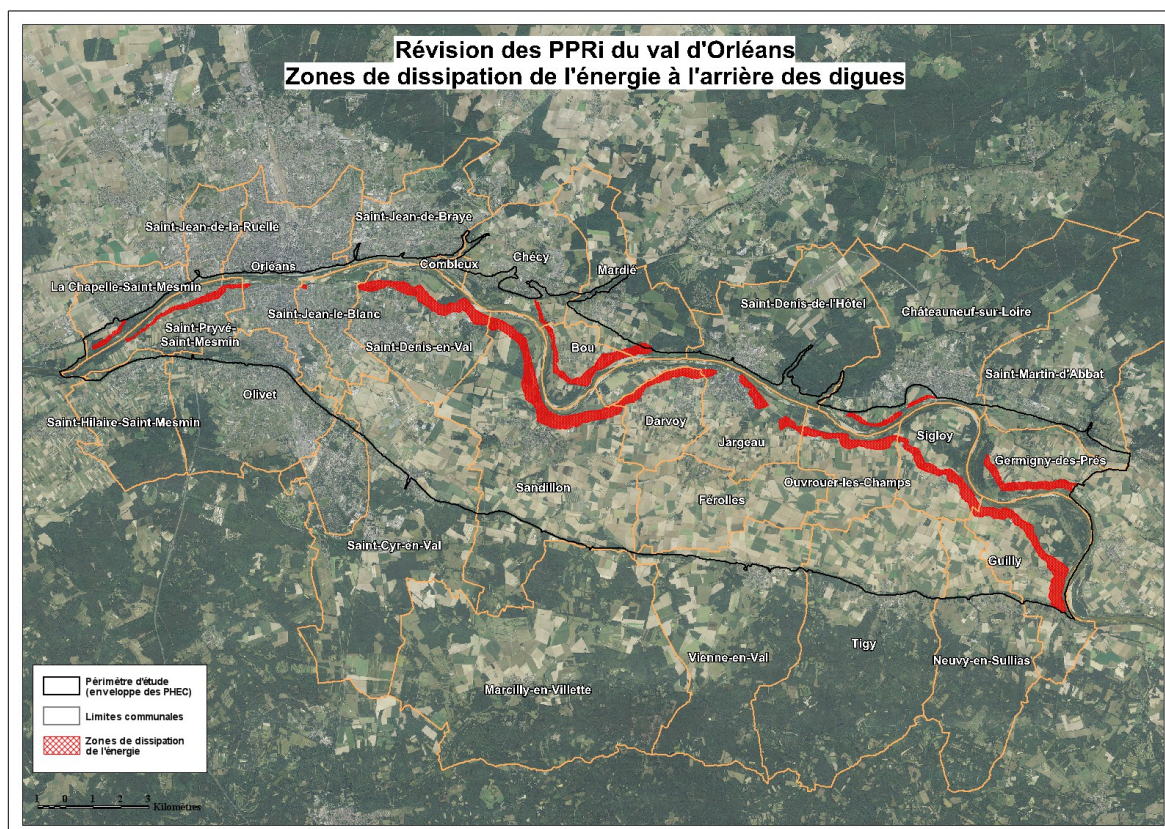 Révision des PPRi du val d'Orléans
Zones de dissipation de l'énergie à l'arrière des digues
Saint-Jean-de-la-Ruelle
Saint-Jean-de-Braye
Orléans
Combleux
Chécy
Mardié
La Chapelle-Saint-Mesmin
Saint-Denis-de-l'Hôtel
Châteauneuf-sur-Loire
Saint-Pryvé-
Saint-Mesmin
Saint-Jean-le-Blanc
Saint-Denis-en-Val
Bou
Saint-Martin-d'Abbat
Olivet
Saint-Hilaire-Saint-Mesmin
Darvoy
Jargeau
Sigloy
Germigny-des-Prés
Sandillon
Férolles
Ouvrouer-les-Champs
Saint-Cyr-en-Val
Guilly
Tigy
Vienne-en-Val
Neuvy-en-Sullias
Marcilly-en-Villette
Périmètre d'étude
(enveloppe des PHEC)
Limites communales
Zones de dissipation
de l'énergie
1 0 1 2 3
Kilomètres